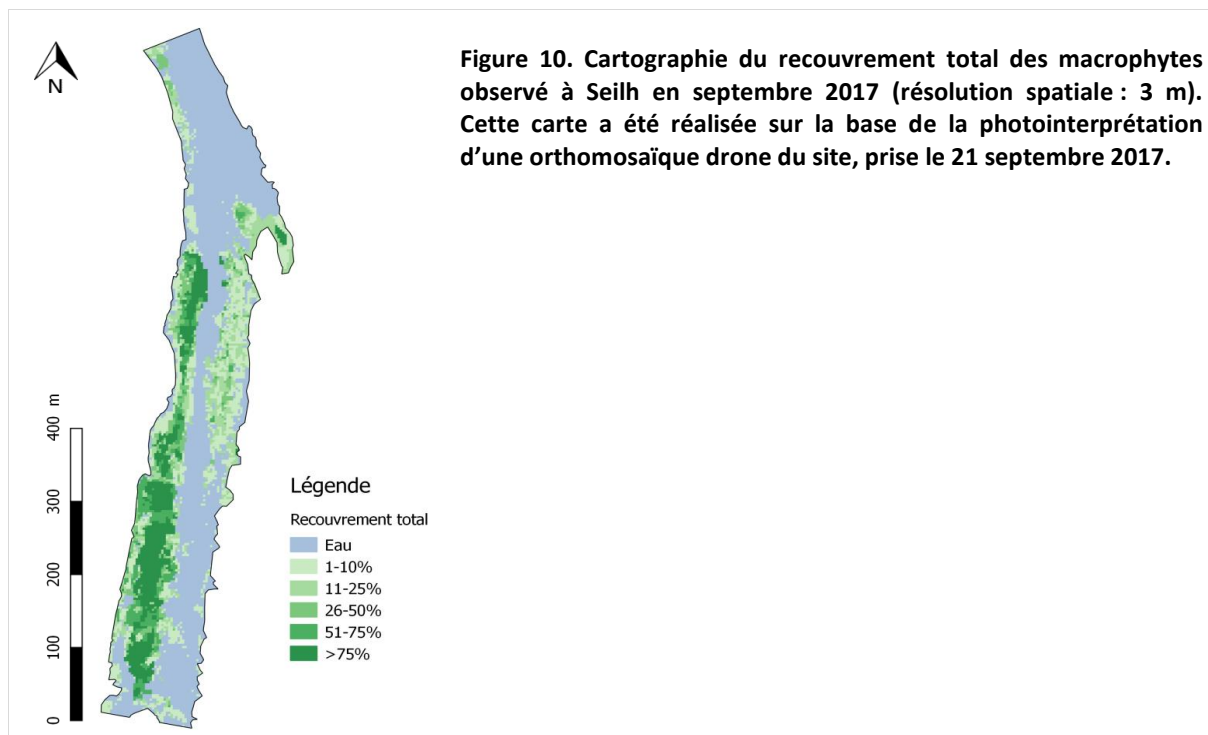 N
Figure 10. Cartographie du recouvrement total des macrophytes
observé à Seilh en septembre 2017 (résolution spatiale : 3 m).
Cette carte a été réalisée sur la base de la photointerprétation
d’une orthomosaïque drone du site, prise le 21 septembre 2017.
400 m
300
200
100
0
Légende
Recouvrement total
Eau
1-10%
11-25%
26-50%
51-75%
>75%